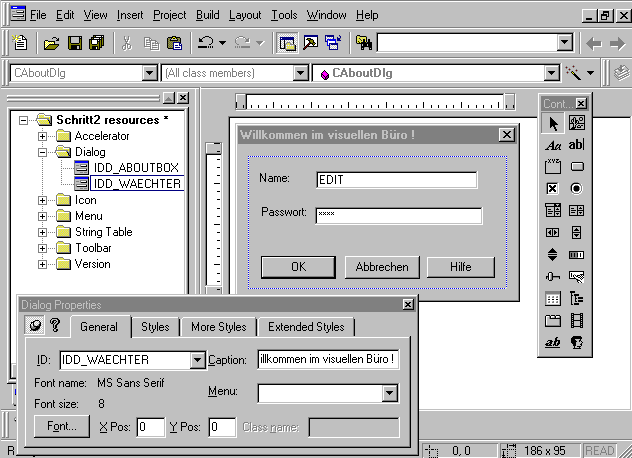 File Edit View Insert Project Build Layout Tools Window Help
CAboutDlg (All class members) CAboutDlg
Schritt2 resources *
Accelerator
Dialog
IDD_ABOUTBOX
IDD_WAECHTER
Icon
Menu
String Table
Toolbar
Version
Willkommen im visuellen Büro !
Name: EDIT
Passwort: ****
OK Abbrechen Hilfe
Cont...
Aa ab|
xyz
ab
Dialog Properties
General Styles More Styles Extended Styles
ID: IDD_WAECHTER Caption: illkommen im visuellen Büro !
Font name: MS Sans Serif
Menu:
Font size: 8
Font... X Pos: 0 Y Pos: 0 Class name:
0, 0 186 x 95 READ